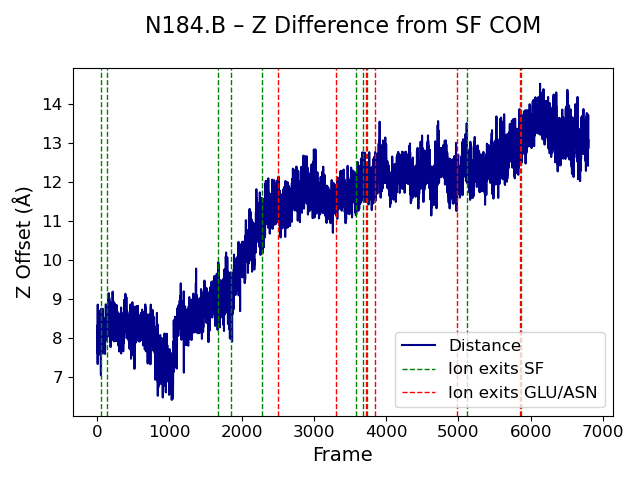 N184.B – Z Difference from SF COM
Z Offset (Å)
14
13
12
11
10
9
8
7
Distance
Ion exits SF
Ion exits GLU/ASN
0 1000 2000 3000 4000 5000 6000 7000
Frame